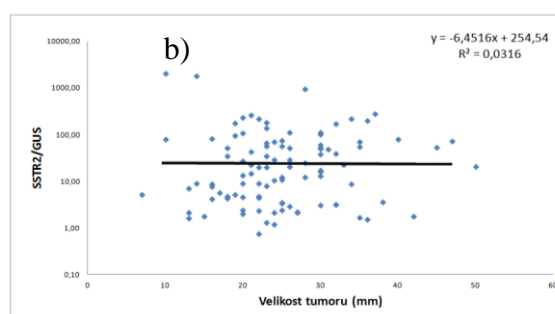 b)
y = -6,4516x + 254,54
R² = 0,0316
SSTR2/GUS
10000,00
1000,00
100,00
10,00
1,00
0,10
0 10 20 30 40 50 60
Velikost tumoru (mm)